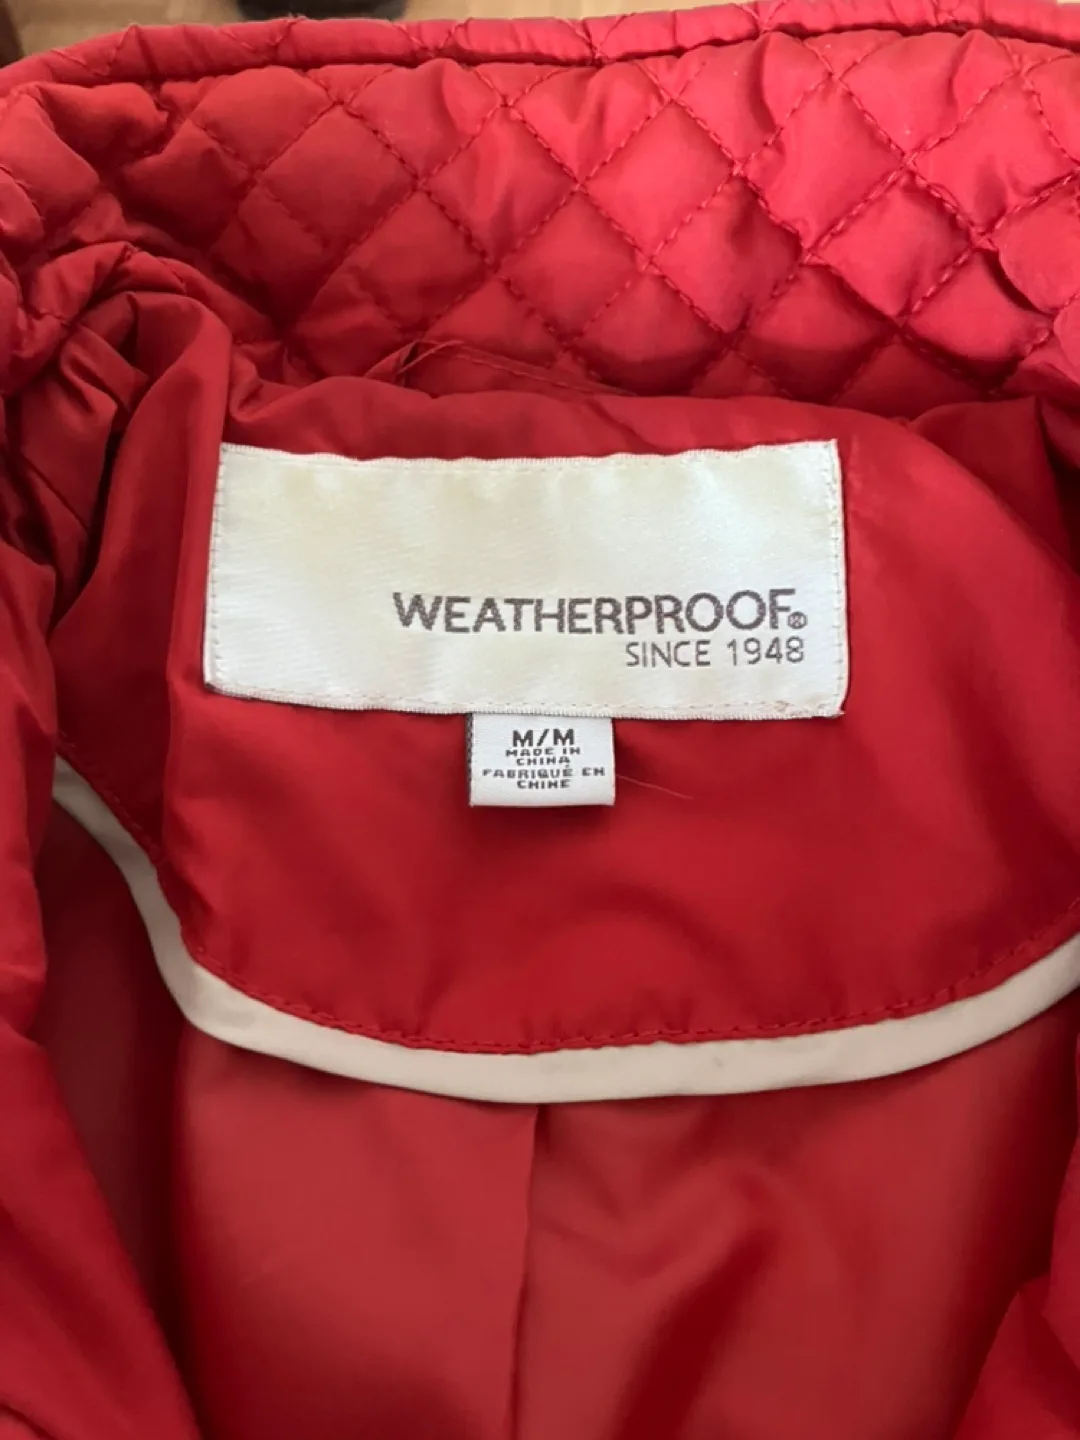 WEATHERPROOF®
SINCE 1948
M/M
MADE IN
CHINA
FABRIQUÉ EN
CHINE